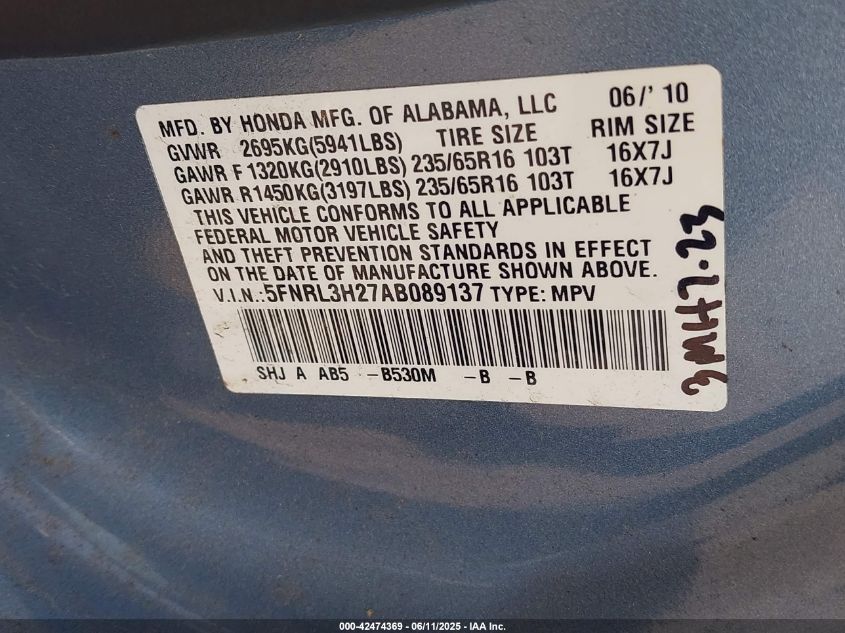 MFD. BY HONDA MFG. OF ALABAMA, LLC 06/' 10
GVWR 2695KG(5941LBS) TIRE SIZE RIM SIZE
GAWR F 1320KG(2910LBS) 235/65R16 103T 16X7J
GAWR R1450KG(3197LBS) 235/65R16 103T 16X7J
THIS VEHICLE CONFORMS TO ALL APPLICABLE
FEDERAL MOTOR VEHICLE SAFETY
AND THEFT PREVENTION STANDARDS IN EFFECT
ON THE DATE OF MANUFACTURE SHOWN ABOVE.
V.I.N.:5FNRL3H27AB089137 TYPE: MPV
SHJ A AB5 -B530M -B -B
3MH7.23
000-42474369 - 06/11/2025 - IAA Inc.